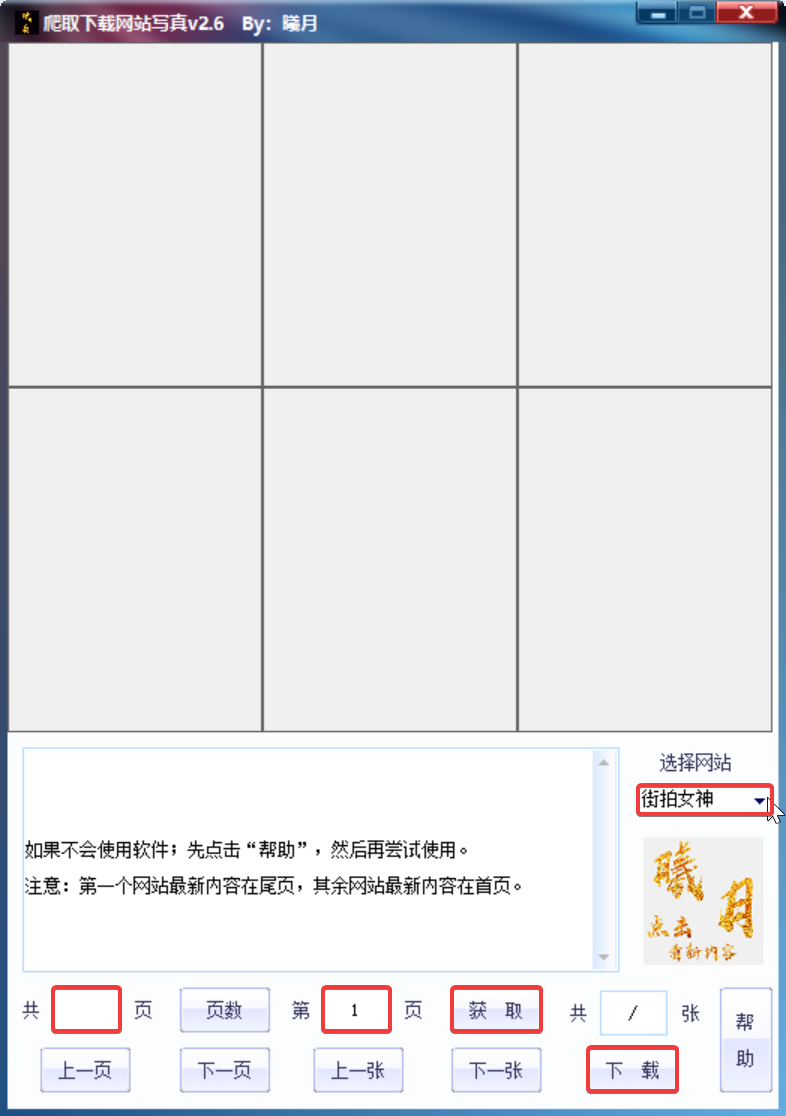 爬取下载网站写真v2.6 By：曦月
选择网站
街拍女神
如果不会使用软件；先点击“帮助”，然后再尝试使用。
注意：第一个网站最新内容在尾页，其余网站最新内容在首页。
曦月
点击
有新内容
共 页 页数 第 1 页 获 取 共 / 张 帮助
上一页 下一页 上一张 下一张 下 载